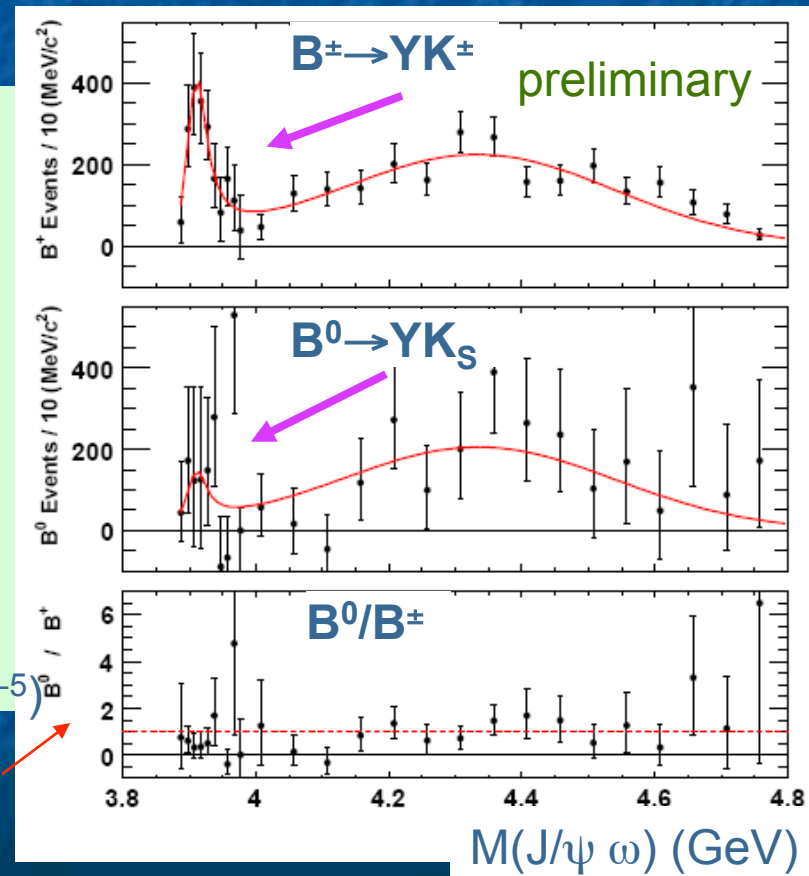 B±→YK±
preliminary
B⁺ Events / 10 (MeV/c²)
400
200
0
B⁰→YKS
B⁰ Events / 10 (MeV/c²)
400
200
0
B⁰/B±
B⁰ / B⁺
6
4
2
0
-5)
3.8 4 4.2 4.4 4.6 4.8
M(J/ψ ω) (GeV)